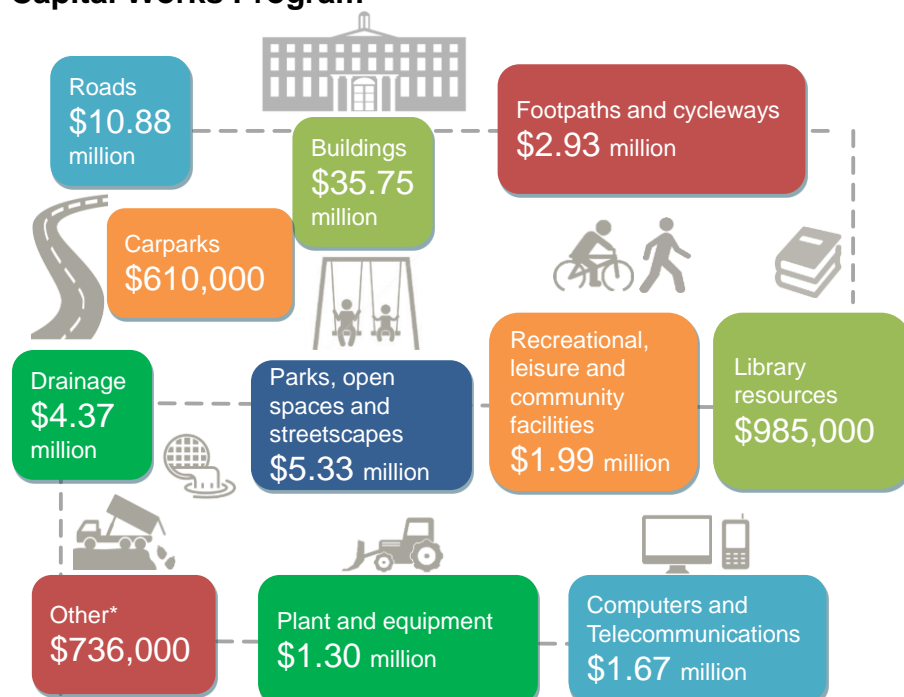 Capital Works Program
Roads
$10.88
million
Buildings
$35.75
million
Footpaths and cycleways
$2.93 million
Carparks
$610,000
Drainage
$4.37
million
Parks, open
spaces and
streetscapes
$5.33 million
Recreational,
leisure and
community
facilities
$1.99 million
Library
resources
$985,000
Other*
$736,000
Plant and equipment
$1.30 million
Computers and
Telecommunications
$1.67 million